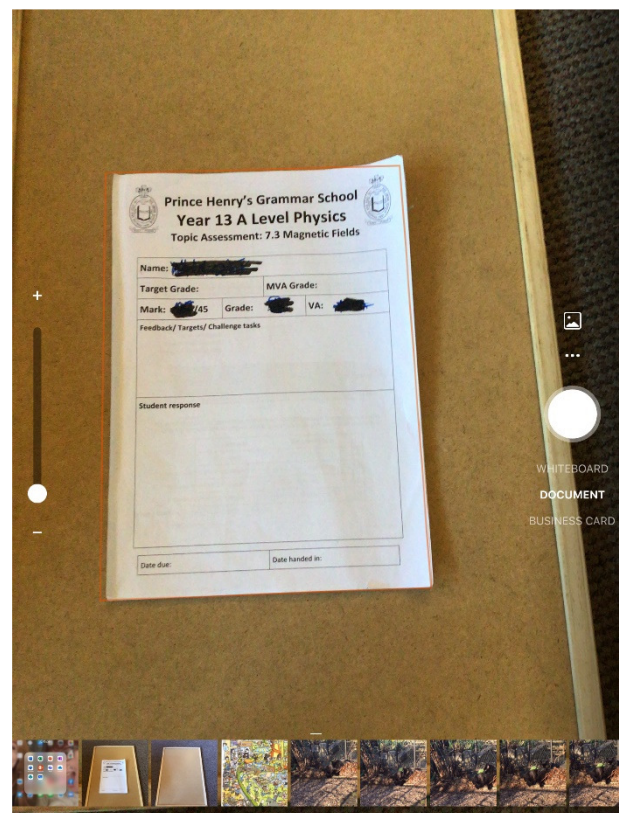 Prince Henry's Grammar School
Year 13 A Level Physics
Topic Assessment: 7.3 Magnetic Fields
Name:
Target Grade: MVA Grade:
Mark: /45 Grade: VA:
Feedback/ Targets/ Challenge tasks
Student response
Date due: Date handed in:
WHITEBOARD
DOCUMENT
BUSINESS CARD